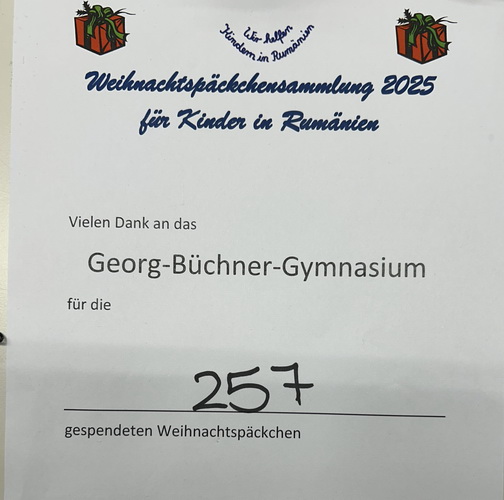 Wir helfen
Kindern in Rumänien
Weihnachtspäckchensammlung 2025
für Kinder in Rumänien
Vielen Dank an das
Georg-Büchner-Gymnasium
für die
257
gespendeten Weihnachtspäckchen